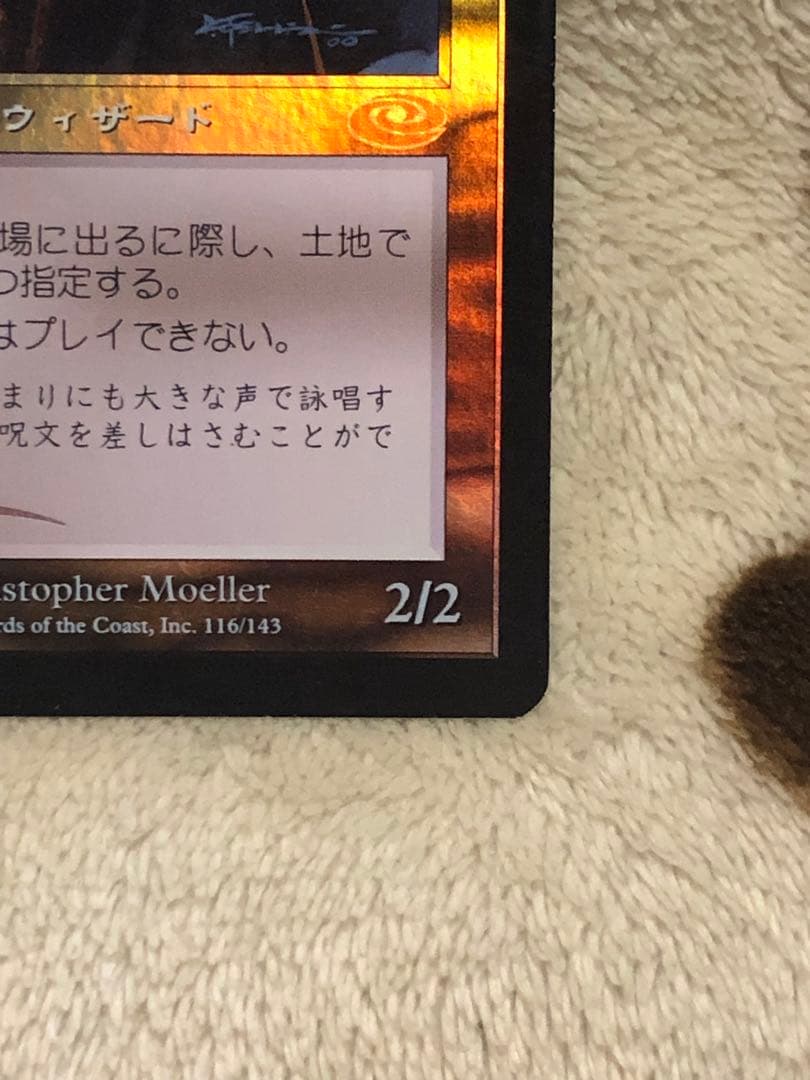 ウィザード
場に出るに際し、土地で
つ指定する。
はプレイできない。
まりにも大きな声で詠唱す
呪文を差しはさむことがで
stopher Moeller
2/2
rds of the Coast, Inc. 116/143